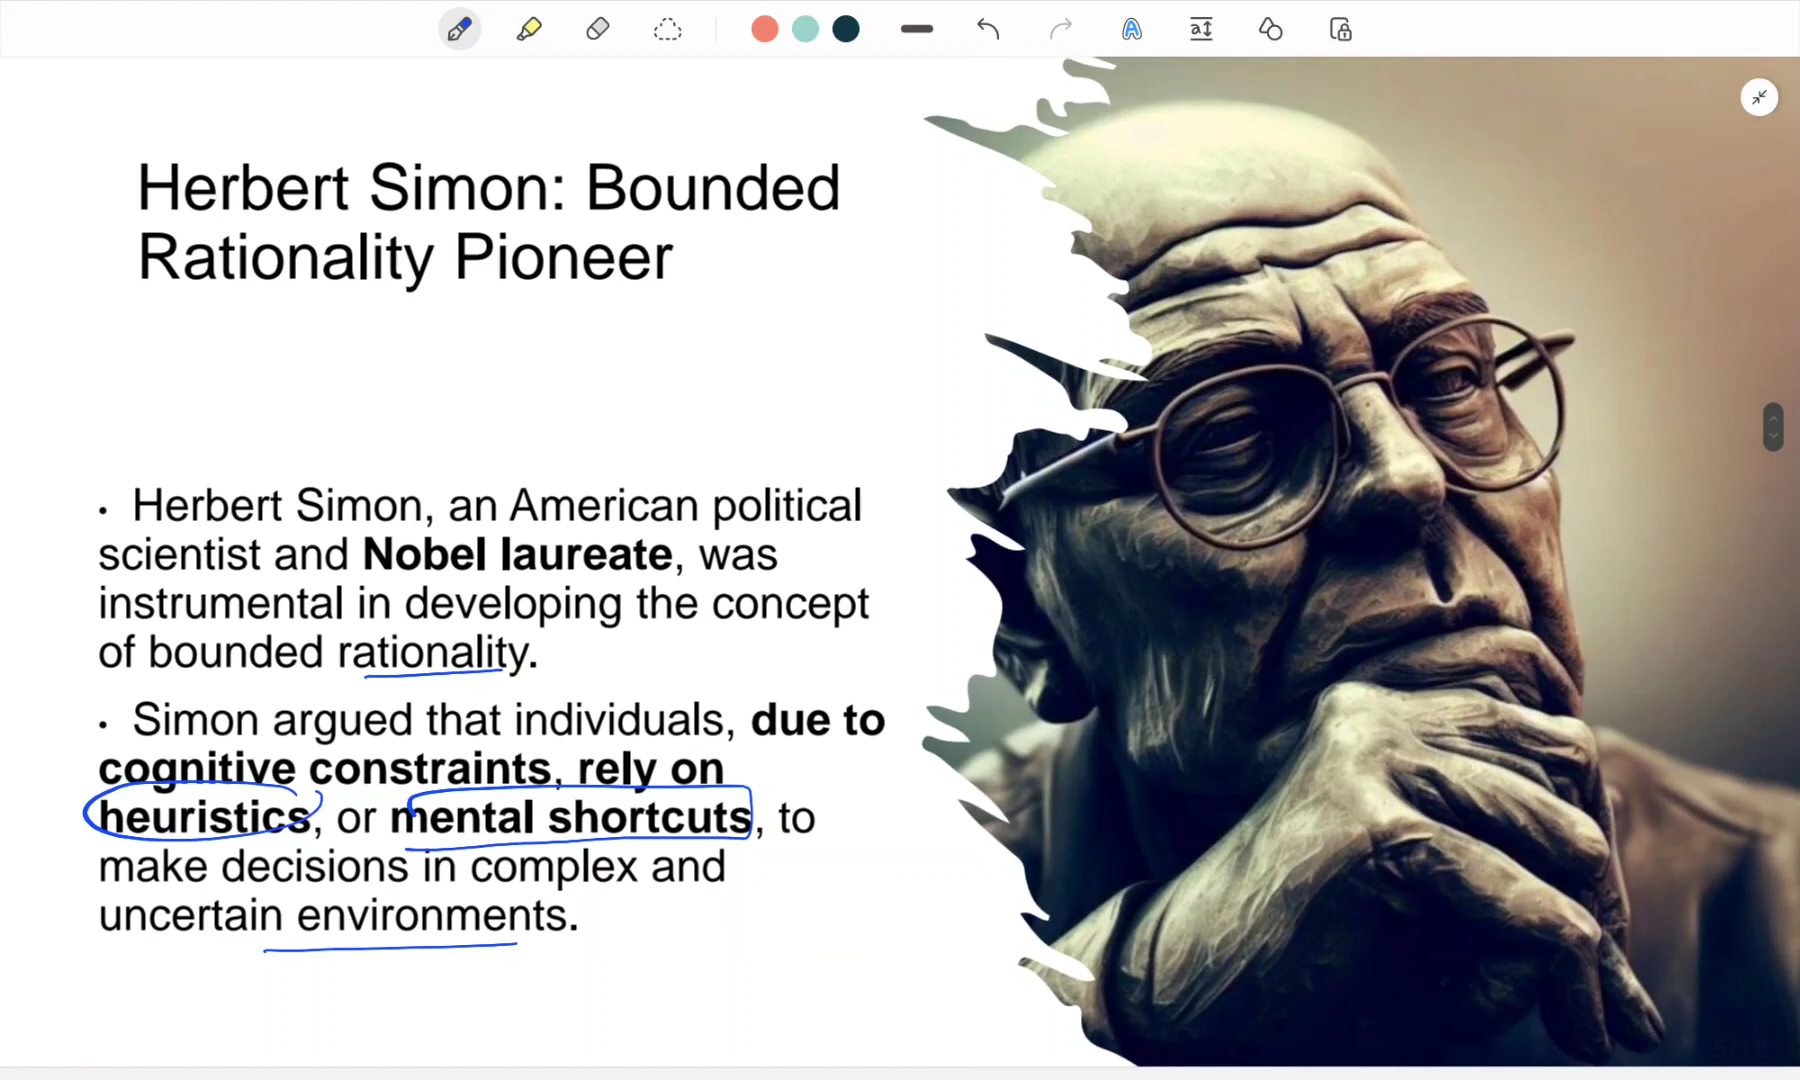 Herbert Simon: Bounded
Rationality Pioneer
• Herbert Simon, an American political
scientist and Nobel laureate, was
instrumental in developing the concept
of bounded rationality.
• Simon argued that individuals, due to
cognitive constraints, rely on
heuristics, or mental shortcuts, to
make decisions in complex and
uncertain environments.